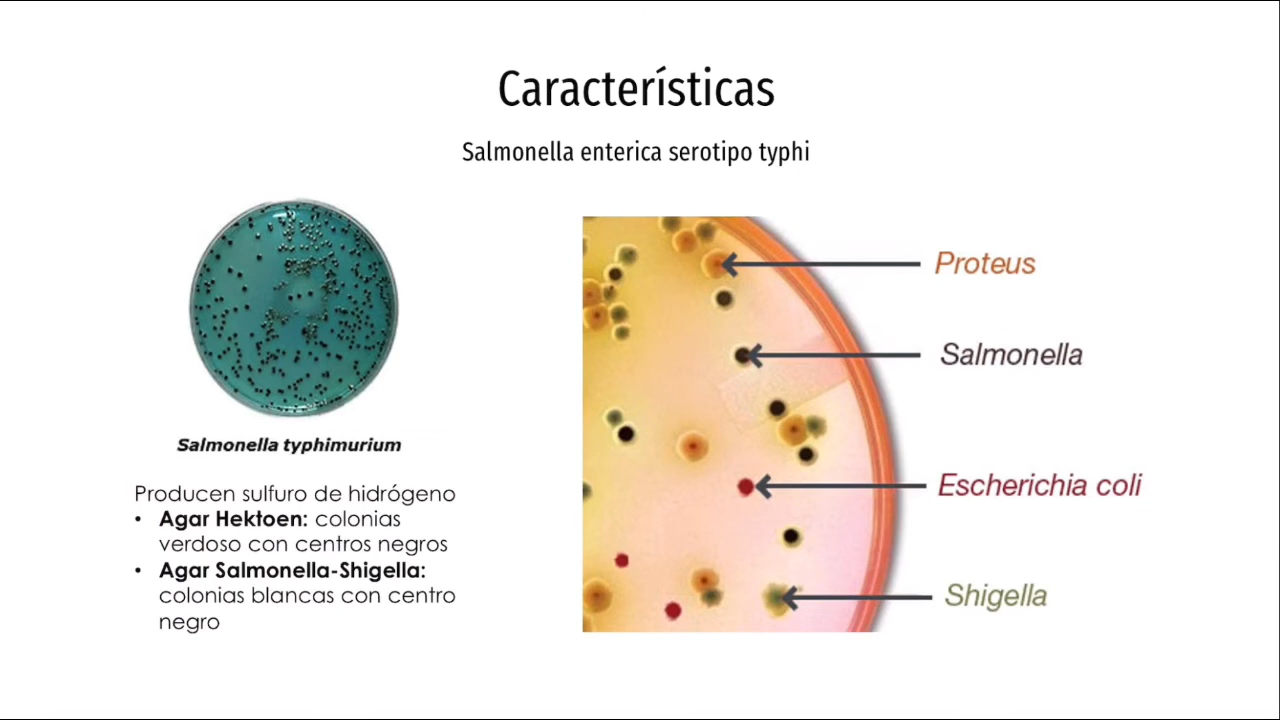 Características
Salmonella enterica serotipo typhi
Salmonella typhimurium
Producen sulfuro de hidrógeno
• Agar Hektoen: colonias
verdoso con centros negros
• Agar Salmonella-Shigella:
colonias blancas con centro
negro
Proteus
Salmonella
Escherichia coli
Shigella